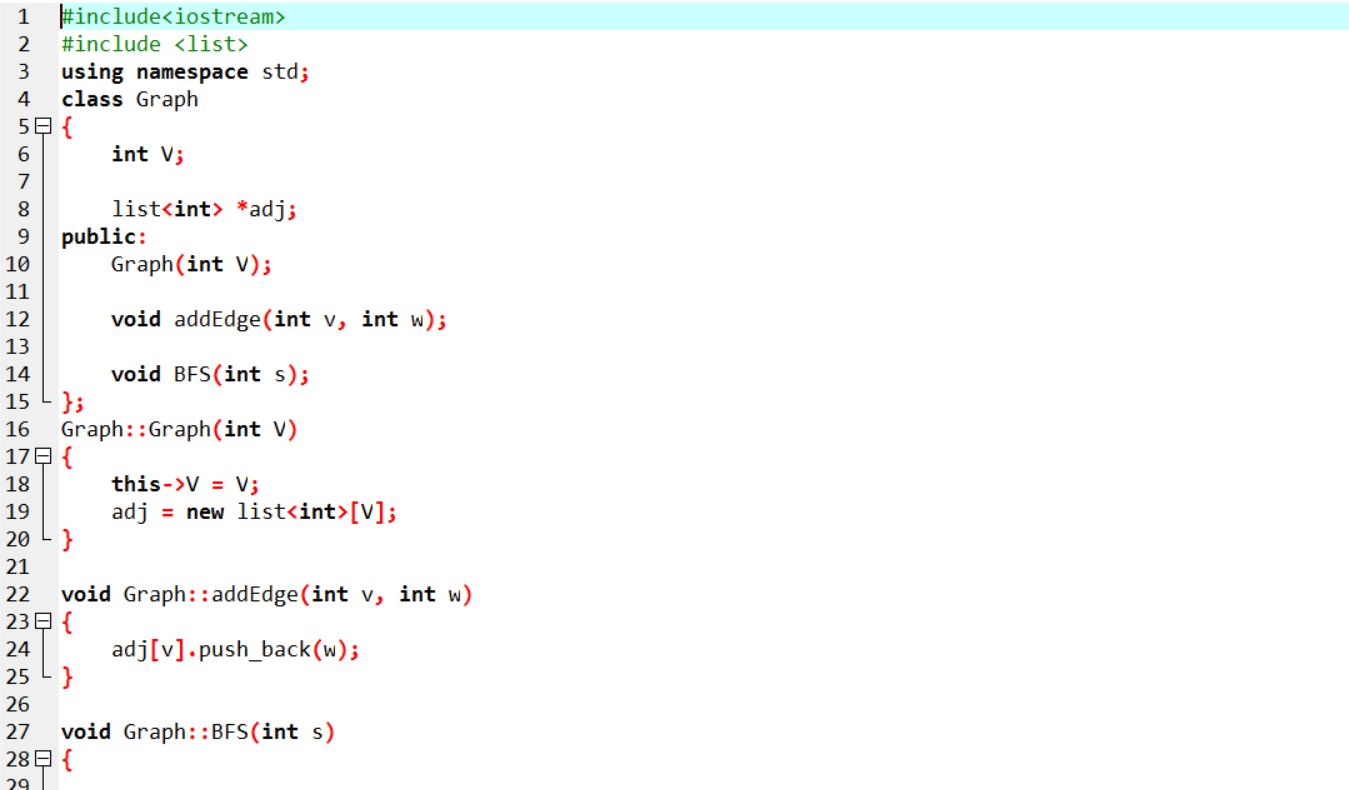 1 #include<iostream>
2 #include <list>
3 using namespace std;
4 class Graph
5 {
6 int V;
7
8 list<int> *adj;
9 public:
10 Graph(int V);
11
12 void addEdge(int v, int w);
13
14 void BFS(int s);
15 };
16 Graph::Graph(int V)
17 {
18 this->V = V;
19 adj = new list<int>[V];
20 }
21
22 void Graph::addEdge(int v, int w)
23 {
24 adj[v].push_back(w);
25 }
26
27 void Graph::BFS(int s)
28 {
29